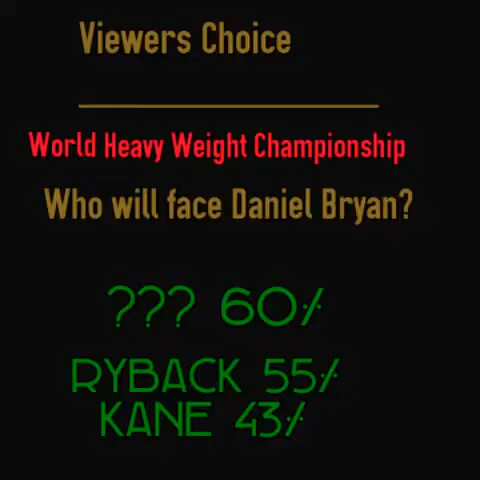 Viewers Choice
World Heavy Weight Championship
Who will face Daniel Bryan?
??? 60%
RYBACK 55%
KANE 43%